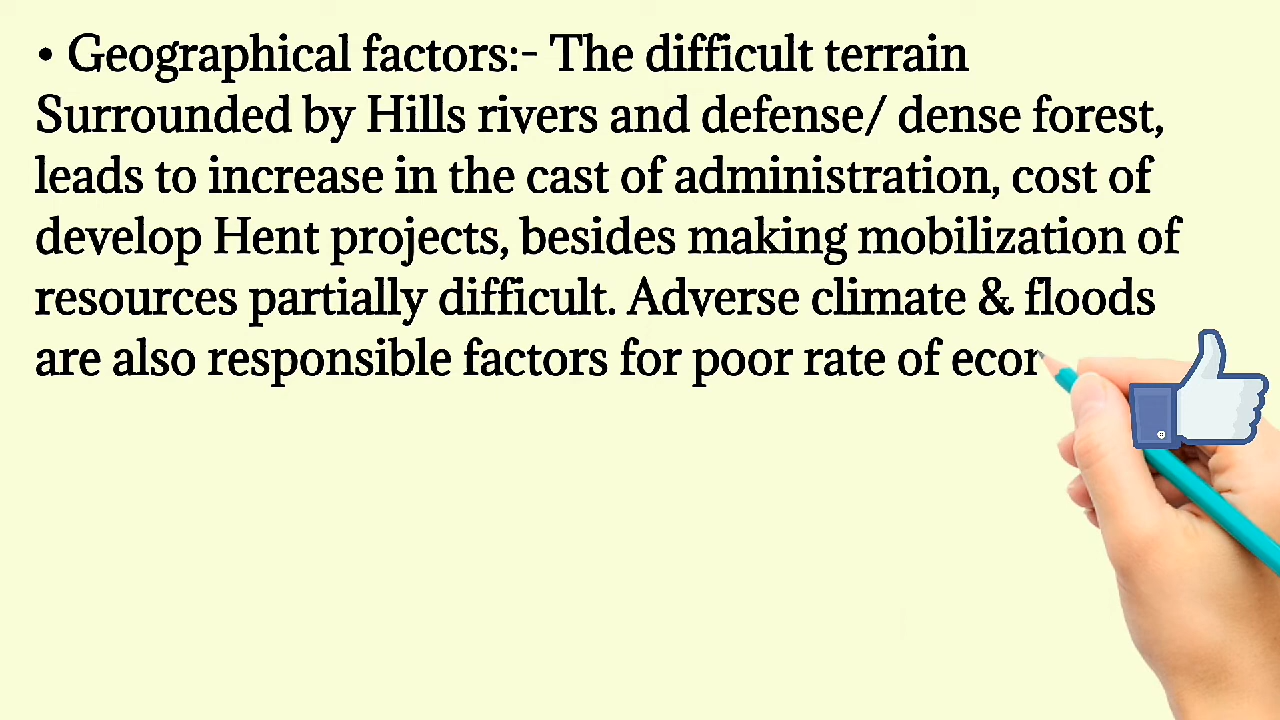 • Geographical factors:- The difficult terrain
Surrounded by Hills rivers and defense/ dense forest,
leads to increase in the cast of administration, cost of
develop Hent projects, besides making mobilization of
resources partially difficult. Adverse climate & floods
are also responsible factors for poor rate of econ